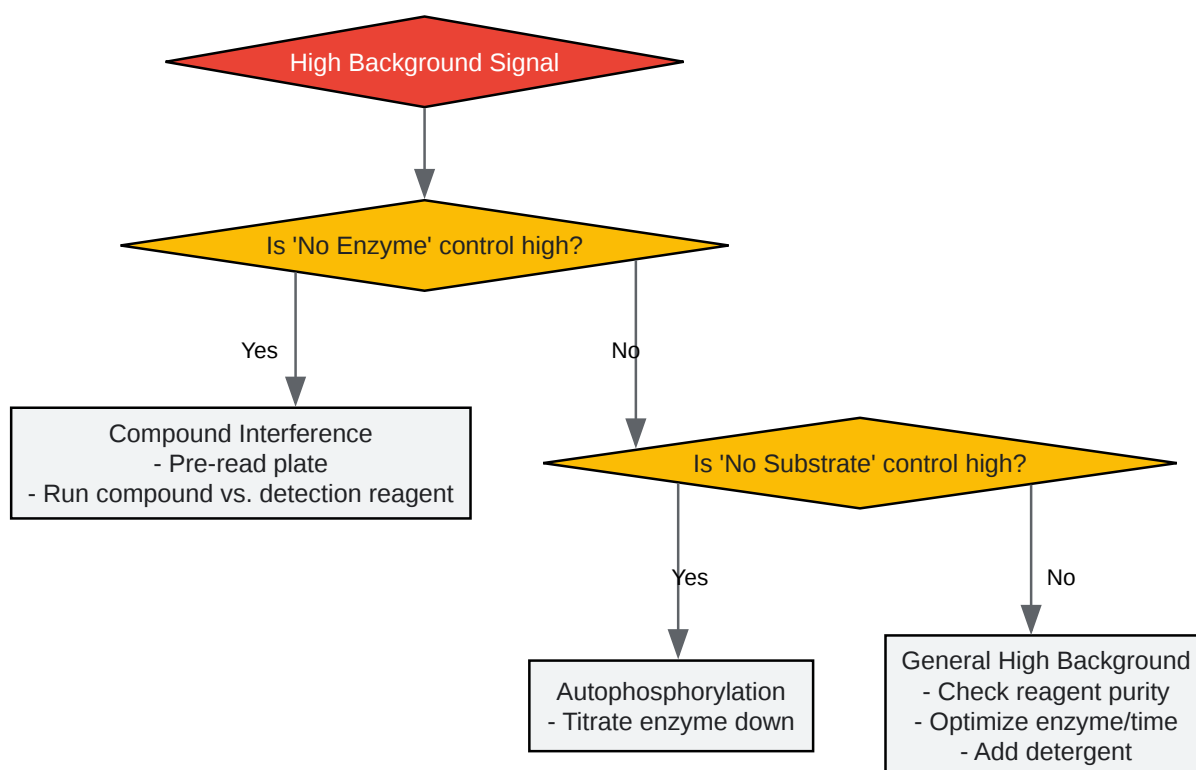 High Background Signal
Is 'No Enzyme' control high?
Yes
No
Compound Interference
- Pre-read plate
- Run compound vs. detection reagent
Is 'No Substrate' control high?
Yes
No
Autophosphorylation
- Titrate enzyme down
General High Background
- Check reagent purity
- Optimize enzyme/time
- Add detergent